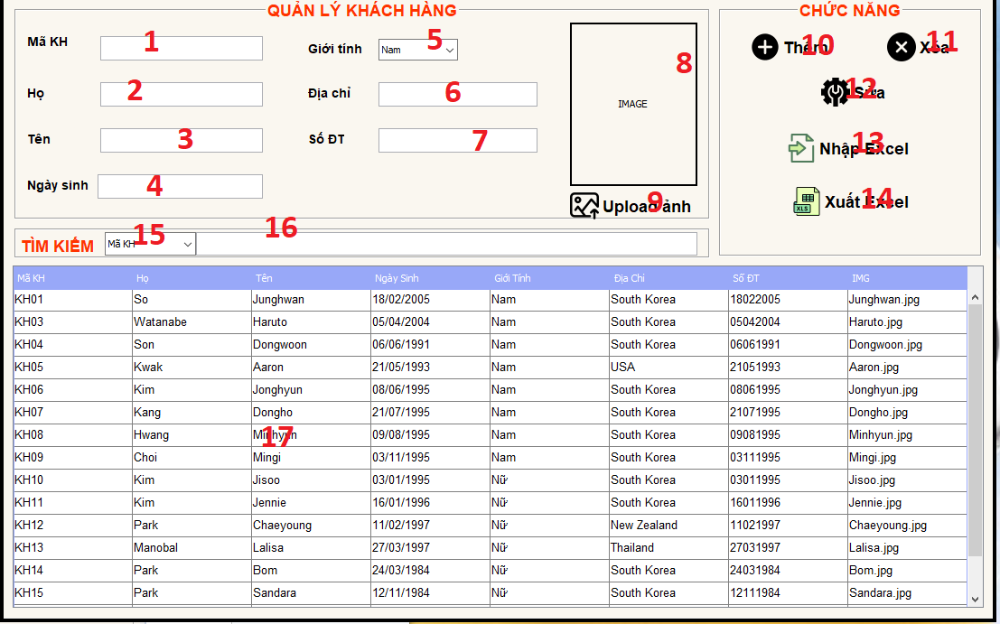 QUẢN LÝ KHÁCH HÀNG
Mã KH 1
Giới tính Nam 5
Họ 2
Địa chỉ 6
Tên 3
Số ĐT 7
Ngày sinh 4
8
IMAGE
Upload ảnh 9
CHỨC NĂNG
Thêm 10
Xóa 11
Sửa 12
Nhập Excel 13
Xuất Excel 14
XLS
TÌM KIẾM Mã KH 15 16
Mã KH Họ Tên Ngày Sinh Giới Tính Địa Chỉ Số ĐT IMG
KH01 So Junghwan 18/02/2005 Nam South Korea 18022005 Junghwan.jpg
KH03 Watanabe Haruto 05/04/2004 Nam South Korea 05042004 Haruto.jpg
KH04 Son Dongwoon 06/06/1991 Nam South Korea 06061991 Dongwoon.jpg
KH05 Kwak Aaron 21/05/1993 Nam USA 21051993 Aaron.jpg
KH06 Kim Jonghyun 08/06/1995 Nam South Korea 08061995 Jonghyun.jpg
KH07 Kang Dongho 21/07/1995 Nam South Korea 21071995 Dongho.jpg
KH08 Hwang Minhyun 09/08/1995 Nam South Korea 09081995 Minhyun.jpg
17
KH09 Choi Mingi 03/11/1995 Nam South Korea 03111995 Mingi.jpg
KH10 Kim Jisoo 03/01/1995 Nữ South Korea 03011995 Jisoo.jpg
KH11 Kim Jennie 16/01/1996 Nữ South Korea 16011996 Jennie.jpg
KH12 Park Chaeyoung 11/02/1997 Nữ New Zealand 11021997 Chaeyoung.jpg
KH13 Manobal Lalisa 27/03/1997 Nữ Thailand 27031997 Lalisa.jpg
KH14 Park Bom 24/03/1984 Nữ South Korea 24031984 Bom.jpg
KH15 Park Sandara 12/11/1984 Nữ South Korea 12111984 Sandara.jpg